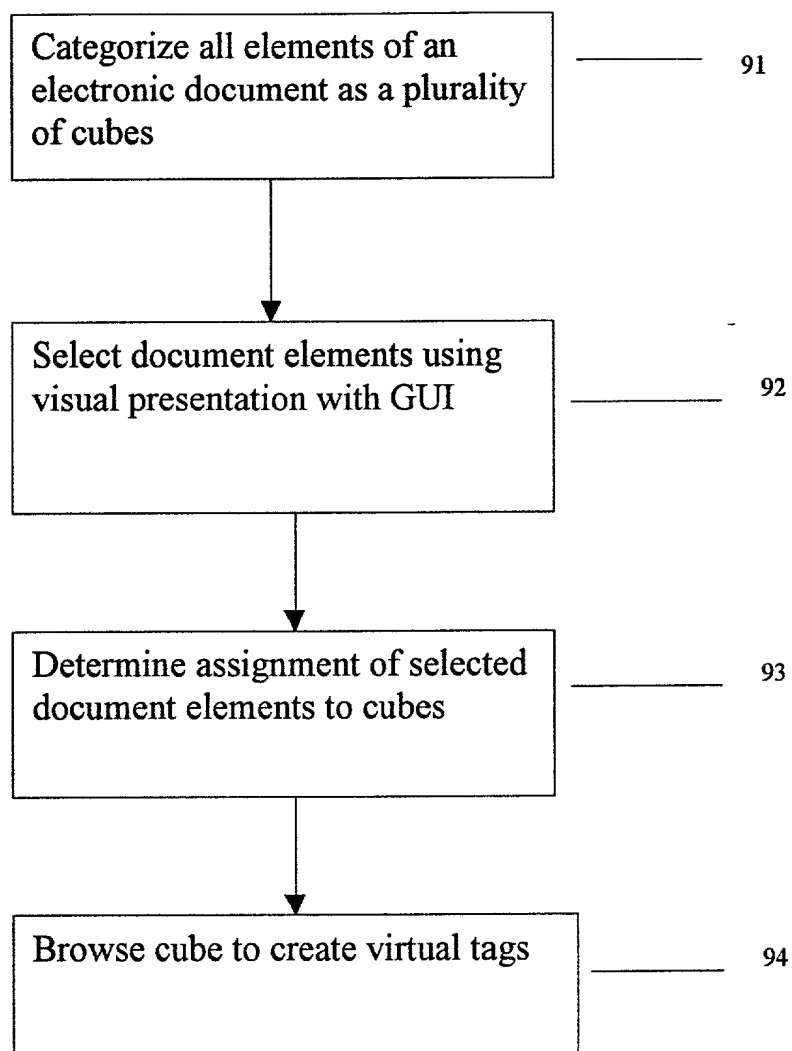 Categorize all elements of an
electronic document as a plurality
of cubes
91
Select document elements using
visual presentation with GUI
92
Determine assignment of selected
document elements to cubes
93
Browse cube to create virtual tags
94